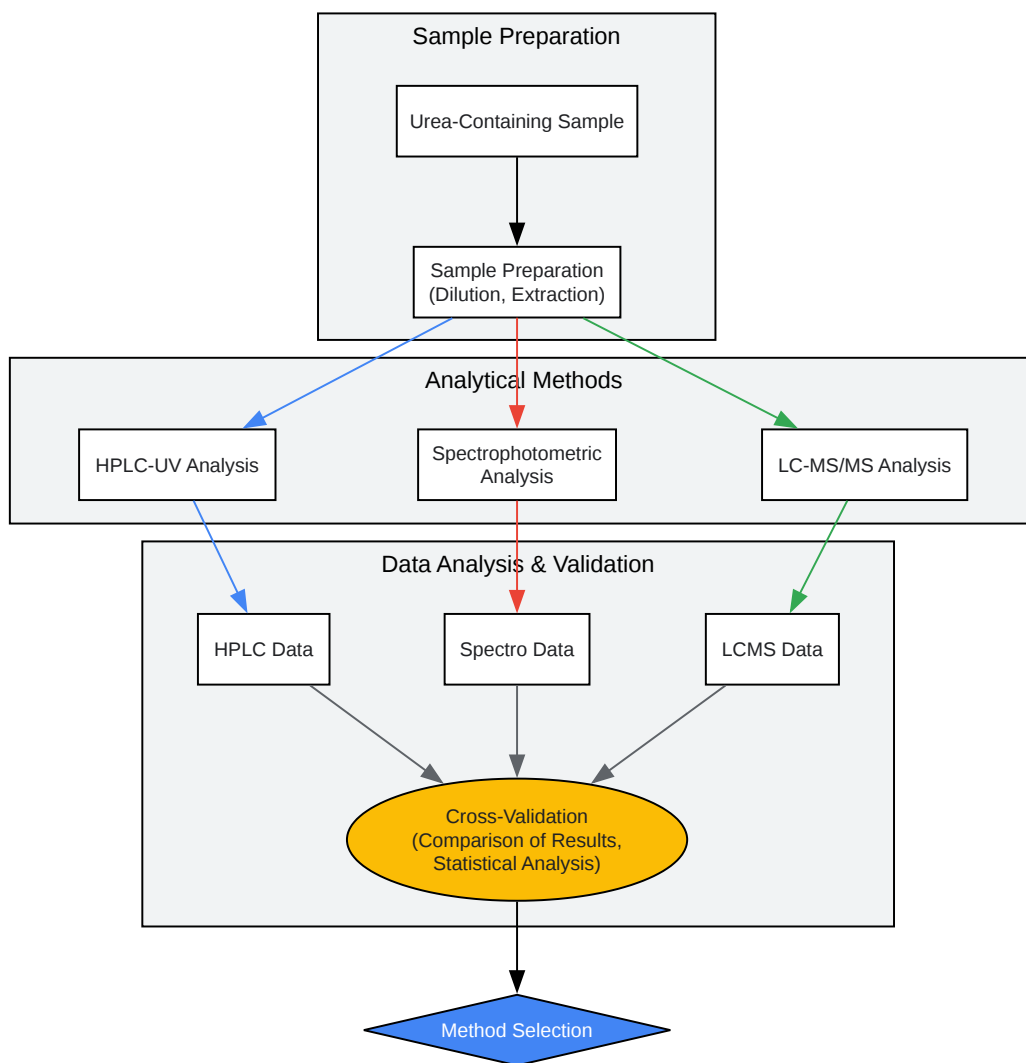 Sample Preparation
Urea-Containing Sample
Sample Preparation
(Dilution, Extraction)
Analytical Methods
HPLC-UV Analysis
Spectrophotometric
Analysis
LC-MS/MS Analysis
Data Analysis & Validation
HPLC Data
Spectro Data
LCMS Data
Cross-Validation
(Comparison of Results,
Statistical Analysis)
Method Selection